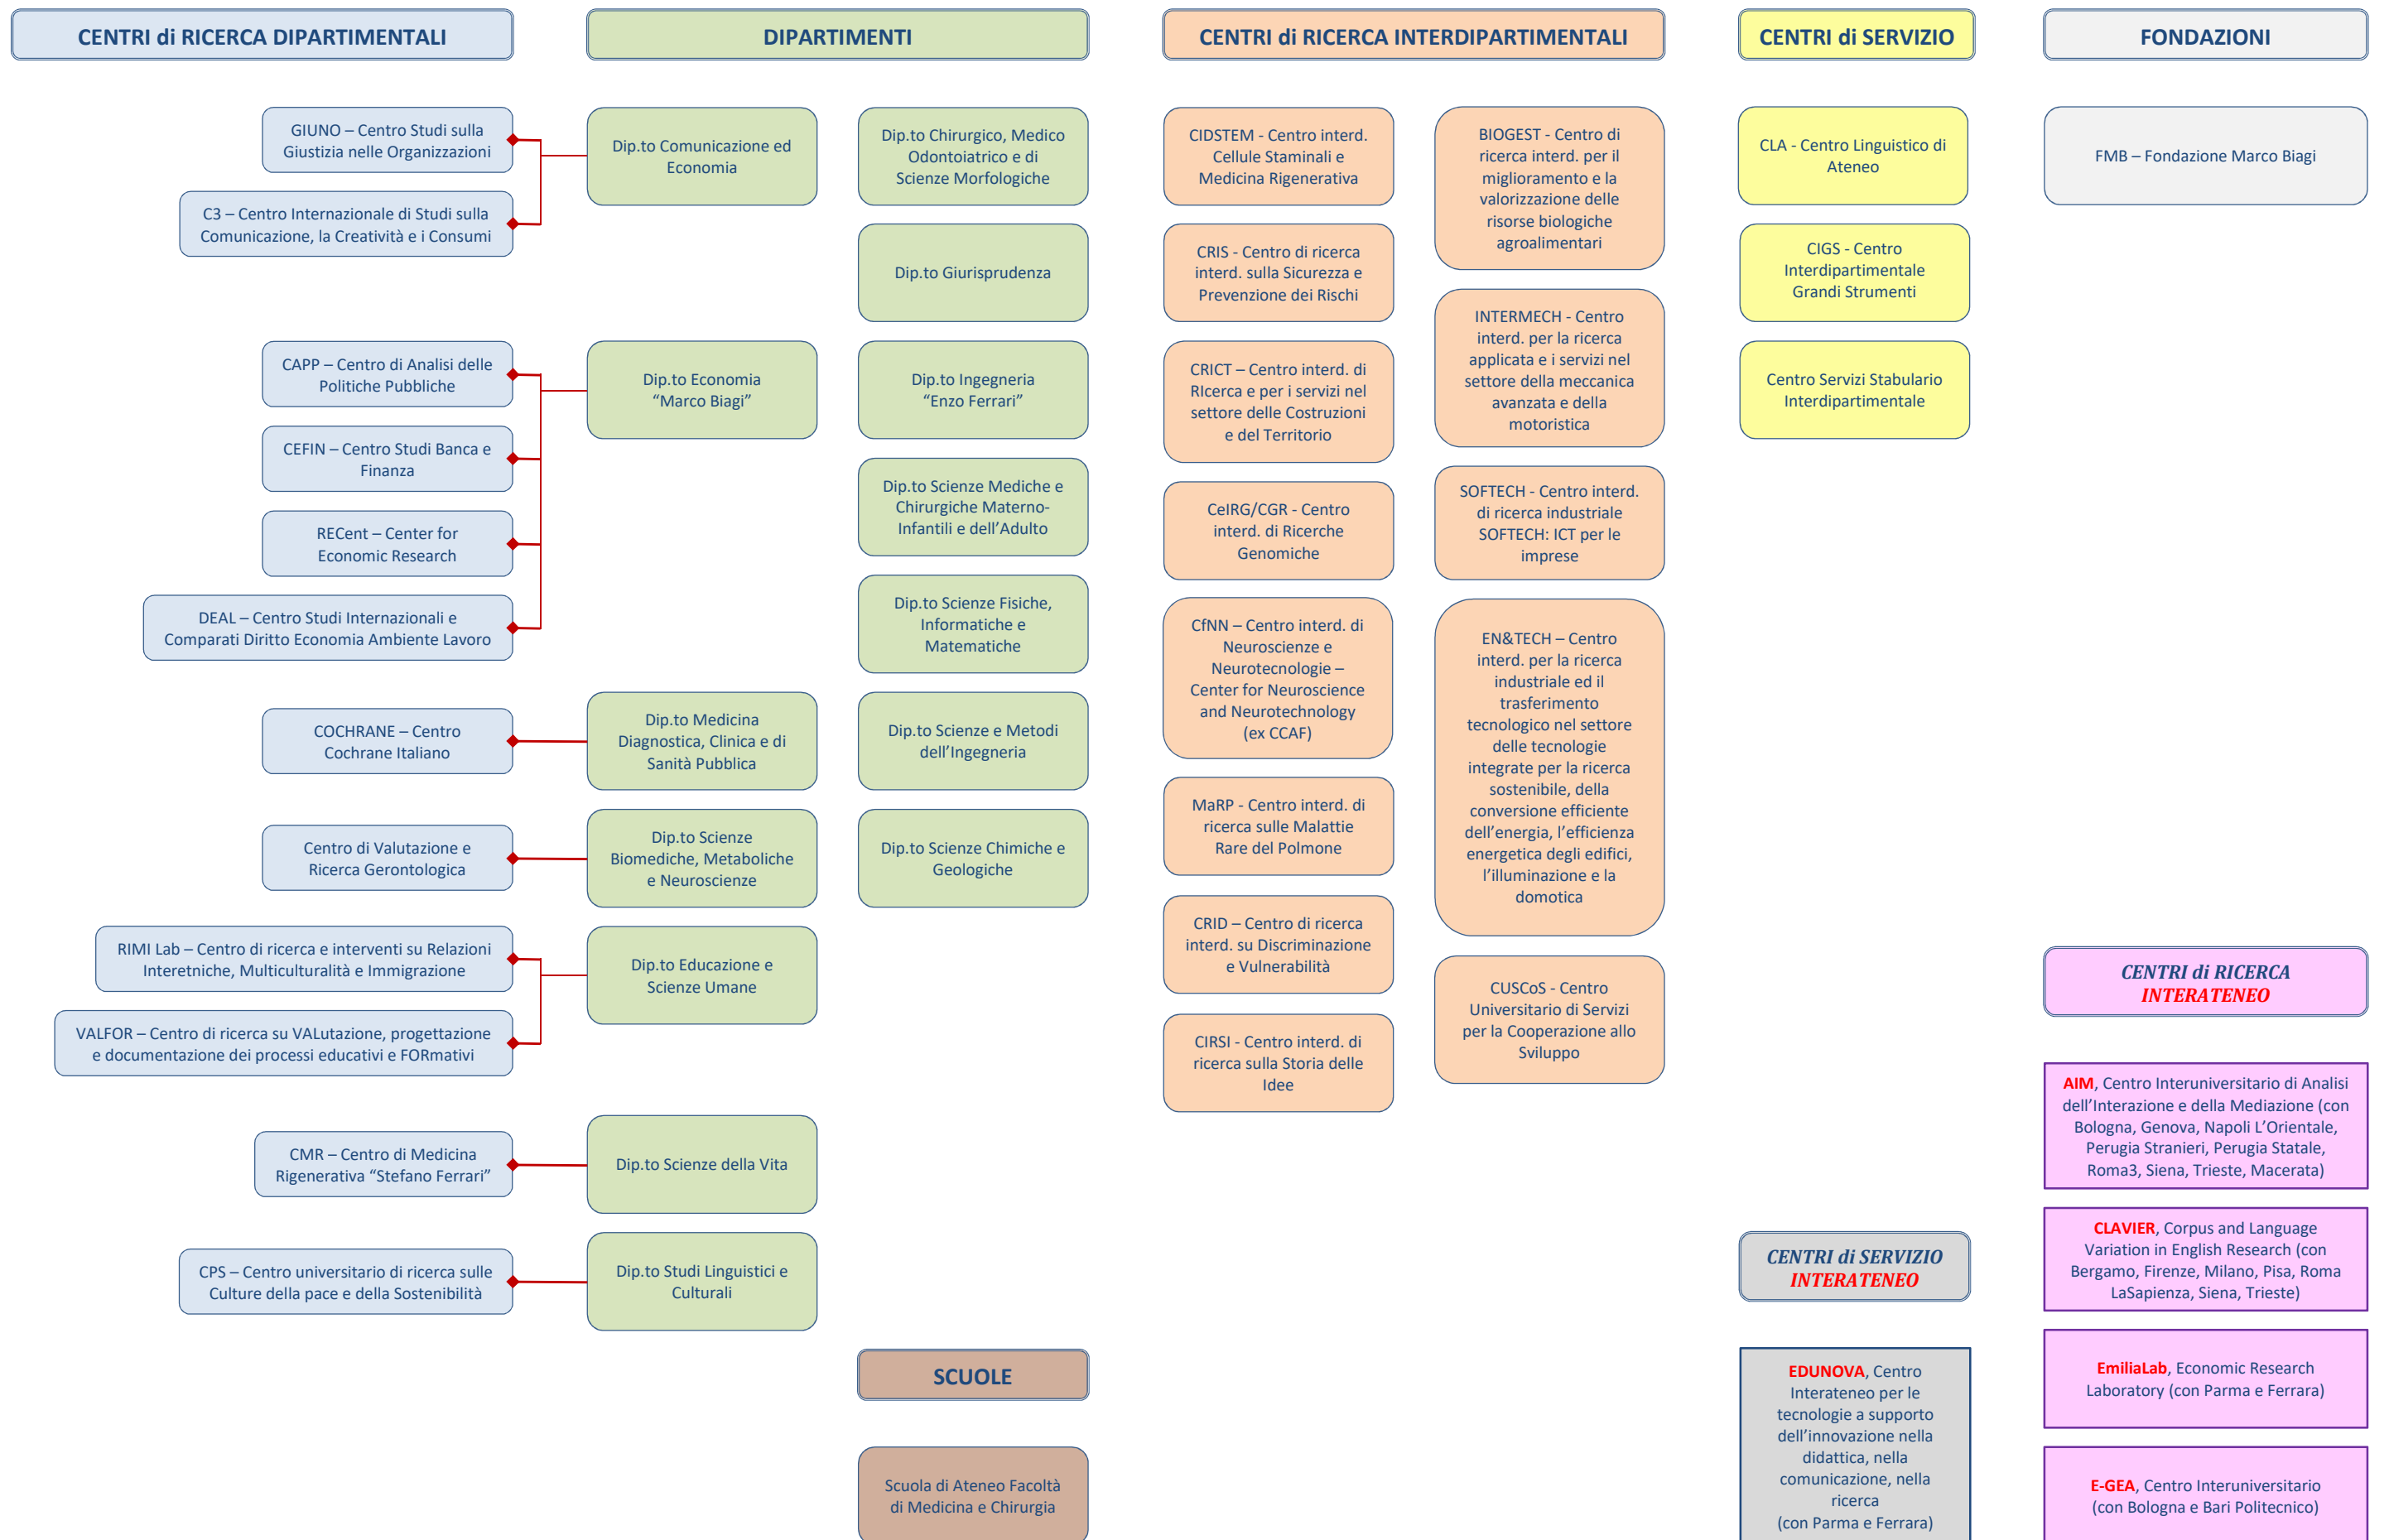 CENTRI di RICERCA DIPARTIMENTALI
GIUNO – Centro Studi sulla
Giustizia nelle Organizzazioni
C3 – Centro Internazionale di Studi sulla
Comunicazione, la Creatività e i Consumi
CAPP – Centro di Analisi delle
Politiche Pubbliche
CEFIN – Centro Studi Banca e
Finanza
RECent – Center for
Economic Research
DEAL – Centro Studi Internazionali e
Comparati Diritto Economia Ambiente Lavoro
COCHRANE – Centro
Cochrane Italiano
Centro di Valutazione e
Ricerca Gerontologica
RIMI Lab – Centro di ricerca e interventi su Relazioni
Interetniche, Multiculturalità e Immigrazione
VALFOR – Centro di ricerca su VALutazione, progettazione
e documentazione dei processi educativi e FORmativi
CMR – Centro di Medicina
Rigenerativa “Stefano Ferrari”
CPS – Centro universitario di ricerca sulle
Culture della pace e della Sostenibilità
DIPARTIMENTI
Dip.to Comunicazione ed
Economia
Dip.to Economia
“Marco Biagi”
Dip.to Medicina
Diagnostica, Clinica e di
Sanità Pubblica
Dip.to Scienze
Biomediche, Metaboliche
e Neuroscienze
Dip.to Educazione e
Scienze Umane
Dip.to Scienze della Vita
Dip.to Studi Linguistici e
Culturali
Dip.to Chirurgico, Medico
Odontoiatrico e di
Scienze Morfologiche
Dip.to Giurisprudenza
Dip.to Ingegneria
“Enzo Ferrari”
Dip.to Scienze Mediche e
Chirurgiche Materno-
Infantili e dell’Adulto
Dip.to Scienze Fisiche,
Informatiche e
Matematiche
Dip.to Scienze e Metodi
dell’Ingegneria
Dip.to Scienze Chimiche e
Geologiche
SCUOLE
Scuola di Ateneo Facoltà
di Medicina e Chirurgia
CENTRI di RICERCA INTERDIPARTIMENTALI
CIDSTEM - Centro interd.
Cellule Staminali e
Medicina Rigenerativa
CRIS - Centro di ricerca
interd. sulla Sicurezza e
Prevenzione dei Rischi
CRICT – Centro interd. di
RIcerca e per i servizi nel
settore delle Costruzioni
e del Territorio
CeIRG/CGR - Centro
interd. di Ricerche
Genomiche
CfNN – Centro interd. di
Neuroscienze e
Neurotecnologie –
Center for Neuroscience
and Neurotechnology
(ex CCAF)
MaRP - Centro interd. di
ricerca sulle Malattie
Rare del Polmone
CRID – Centro di ricerca
interd. su Discriminazione
e Vulnerabilità
CIRSI - Centro interd. di
ricerca sulla Storia delle
Idee
BIOGEST - Centro di
ricerca interd. per il
miglioramento e la
valorizzazione delle
risorse biologiche
agroalimentari
INTERMECH - Centro
interd. per la ricerca
applicata e i servizi nel
settore della meccanica
avanzata e della
motoristica
SOFTECH - Centro interd.
di ricerca industriale
SOFTECH: ICT per le
imprese
EN&TECH – Centro
interd. per la ricerca
industriale ed il
trasferimento
tecnologico nel settore
delle tecnologie
integrate per la ricerca
sostenibile, della
conversione efficiente
dell’energia, l’efficienza
energetica degli edifici,
l’illuminazione e la
domotica
CUSCoS - Centro
Universitario di Servizi
per la Cooperazione allo
Sviluppo
CENTRI di SERVIZIO
CLA - Centro Linguistico di
Ateneo
CIGS - Centro
Interdipartimentale
Grandi Strumenti
Centro Servizi Stabulario
Interdipartimentale
CENTRI di SERVIZIO
INTERATENEO
EDUNOVA, Centro
Interateneo per le
tecnologie a supporto
dell’innovazione nella
didattica, nella
comunicazione, nella
ricerca
(con Parma e Ferrara)
FONDAZIONI
FMB – Fondazione Marco Biagi
CENTRI di RICERCA
INTERATENEO
AIM, Centro Interuniversitario di Analisi
dell’Interazione e della Mediazione (con
Bologna, Genova, Napoli L’Orientale,
Perugia Stranieri, Perugia Statale,
Roma3, Siena, Trieste, Macerata)
CLAVIER, Corpus and Language
Variation in English Research (con
Bergamo, Firenze, Milano, Pisa, Roma
LaSapienza, Siena, Trieste)
EmiliaLab, Economic Research
Laboratory (con Parma e Ferrara)
E-GEA, Centro Interuniversitario
(con Bologna e Bari Politecnico)